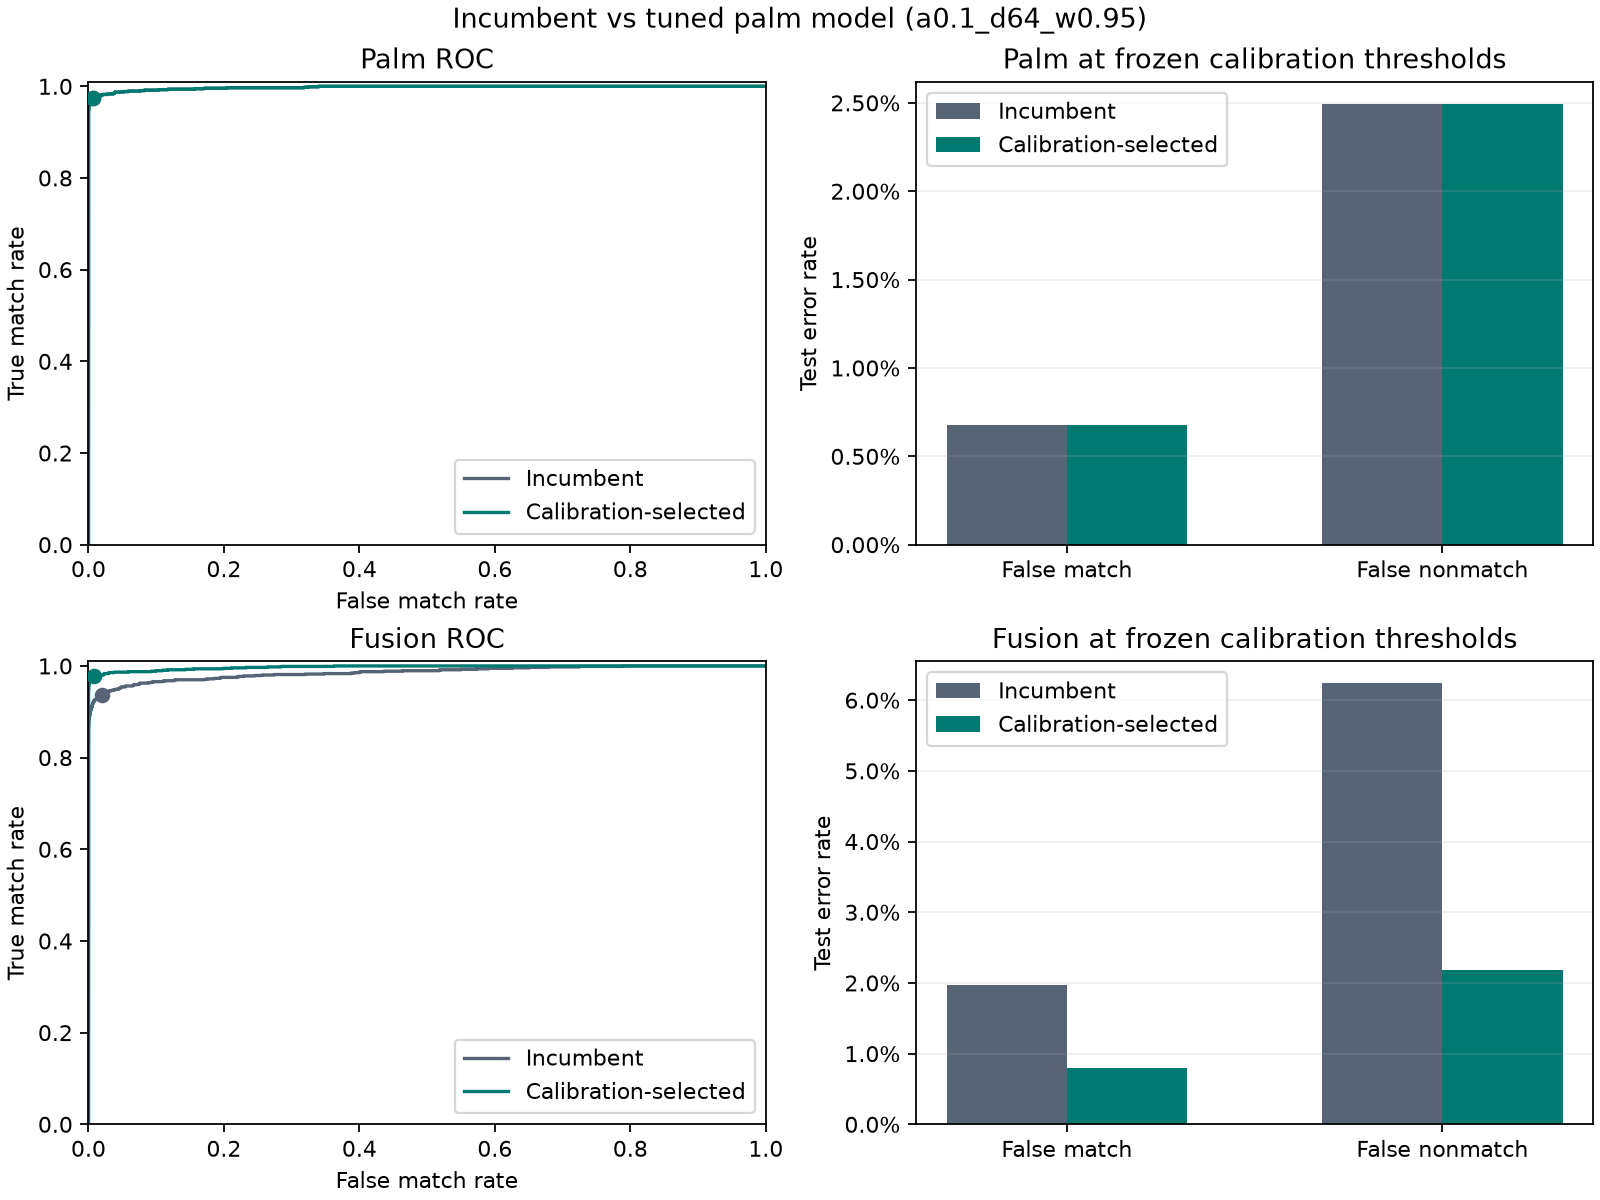 Incumbent vs tuned palm model (a0.1_d64_w0.95)
Palm ROC
True match rate
1.0
0.8
0.6
0.4
0.2
0.0
0.0 0.2 0.4 0.6 0.8 1.0
False match rate
Incumbent
Calibration-selected
Palm at frozen calibration thresholds
Test error rate
2.50%
2.00%
1.50%
1.00%
0.50%
0.00%
Incumbent
Calibration-selected
False match False nonmatch
Fusion ROC
True match rate
1.0
0.8
0.6
0.4
0.2
0.0
0.0 0.2 0.4 0.6 0.8 1.0
False match rate
Incumbent
Calibration-selected
Fusion at frozen calibration thresholds
Test error rate
6.0%
5.0%
4.0%
3.0%
2.0%
1.0%
0.0%
Incumbent
Calibration-selected
False match False nonmatch